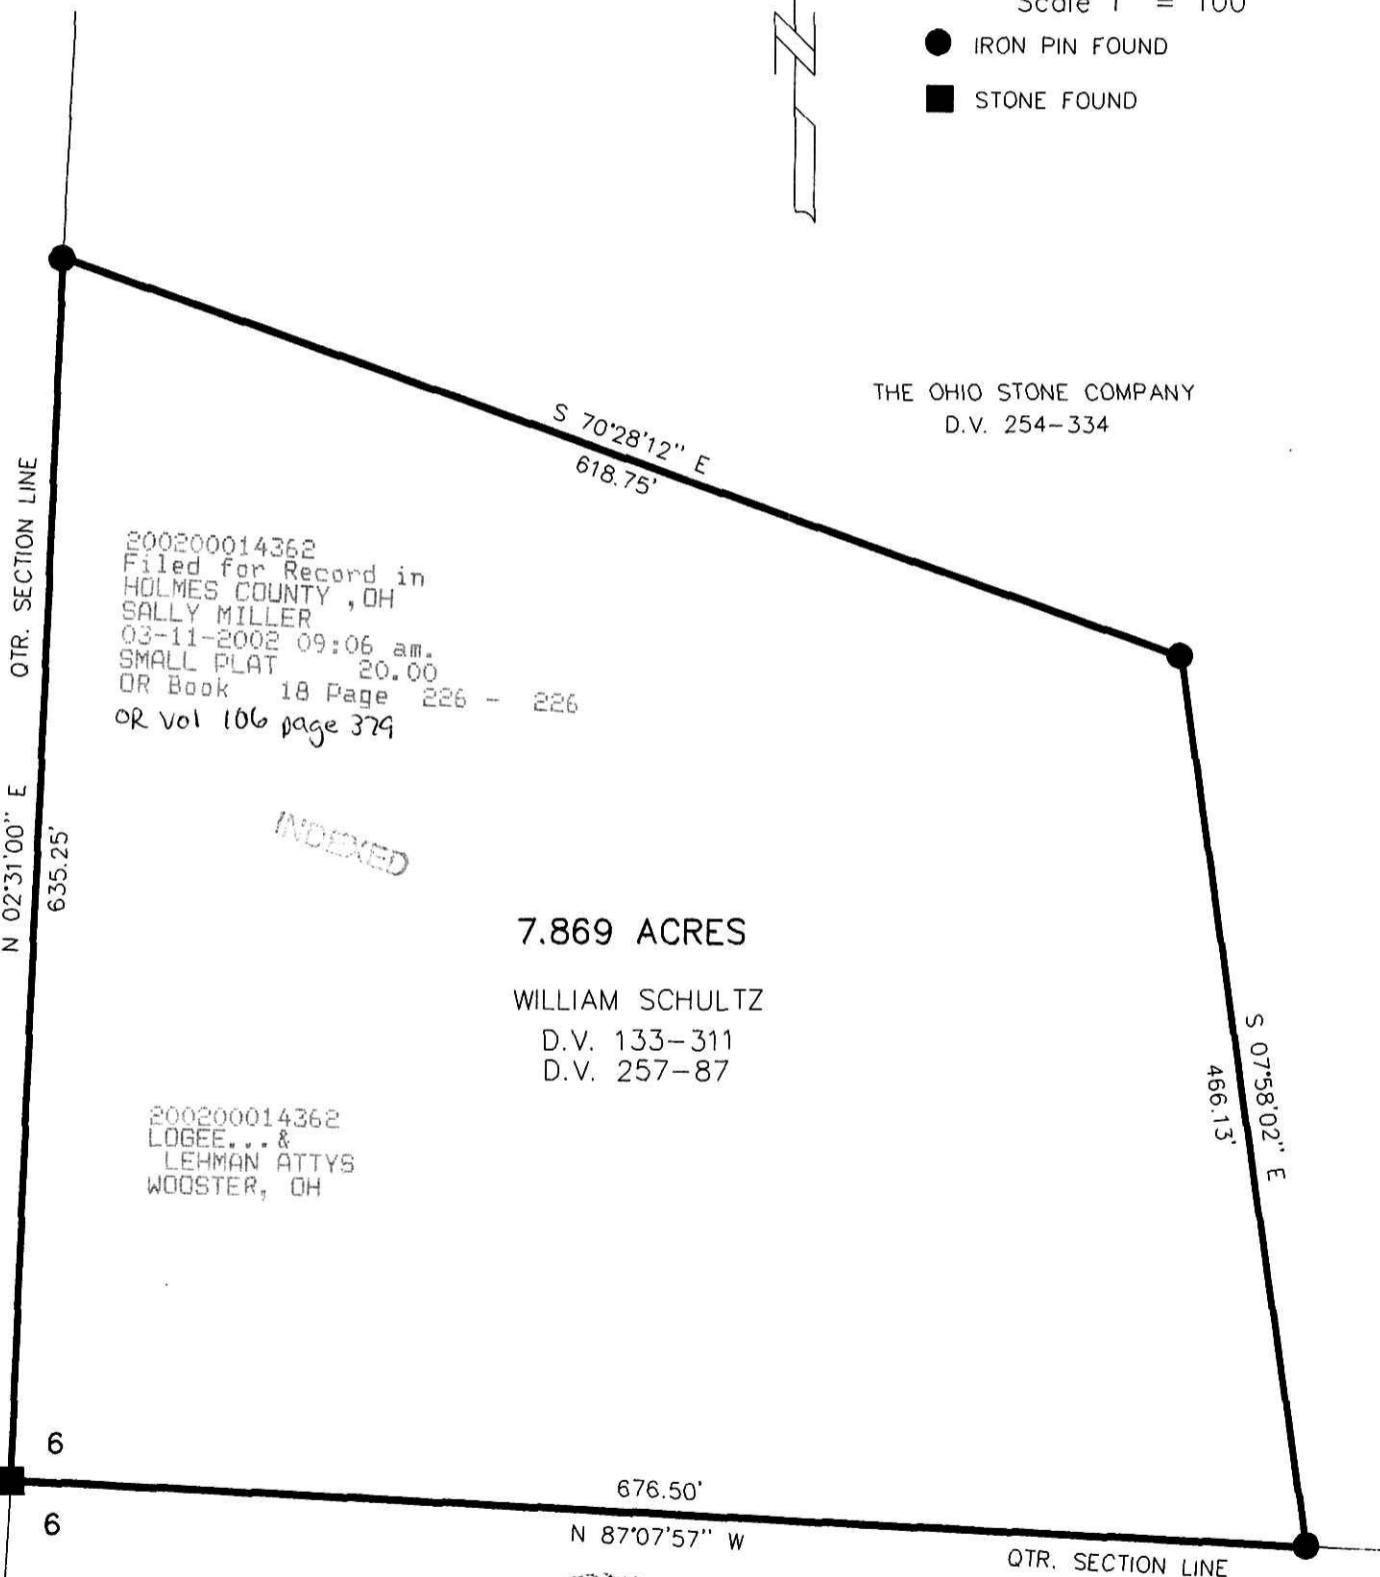 Scale 1" = 100'
IRON PIN FOUND
STONE FOUND
THE OHIO STONE COMPANY
D.V. 254-334
S 70°28'12" E
618.75'
QTR. SECTION LINE
N 02°31'00" E
635.25'
200200014362
Filed for Record in
HOLMES COUNTY ,OH
SALLY MILLER
03-11-2002 09:06 am.
SMALL PLAT 20.00
OR Book 18 Page 226 - 226
OR Vol 106 page 379
INDEXED
7.869 ACRES
WILLIAM SCHULTZ
D.V. 133-311
D.V. 257-87
S 07°58'02" E
466.13'
200200014362
LOGEE...&
LEHMAN ATTYS
WOOSTER, OH
6
6
676.50'
N 87°07'57" W
QTR. SECTION LINE